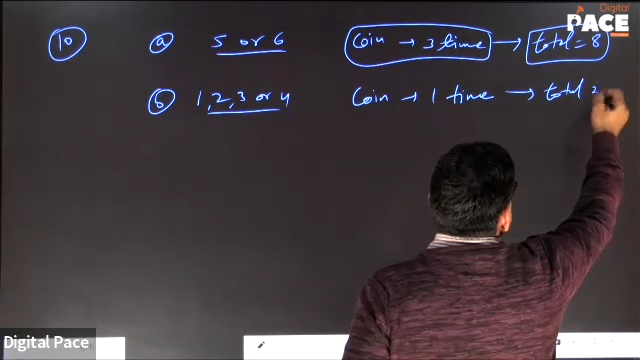 Digital
PACE
10 a 5 or 6 Coin → 3 time → total = 8
b 1, 2, 3 or 4 Coin → 1 time → total =
Digital Pace